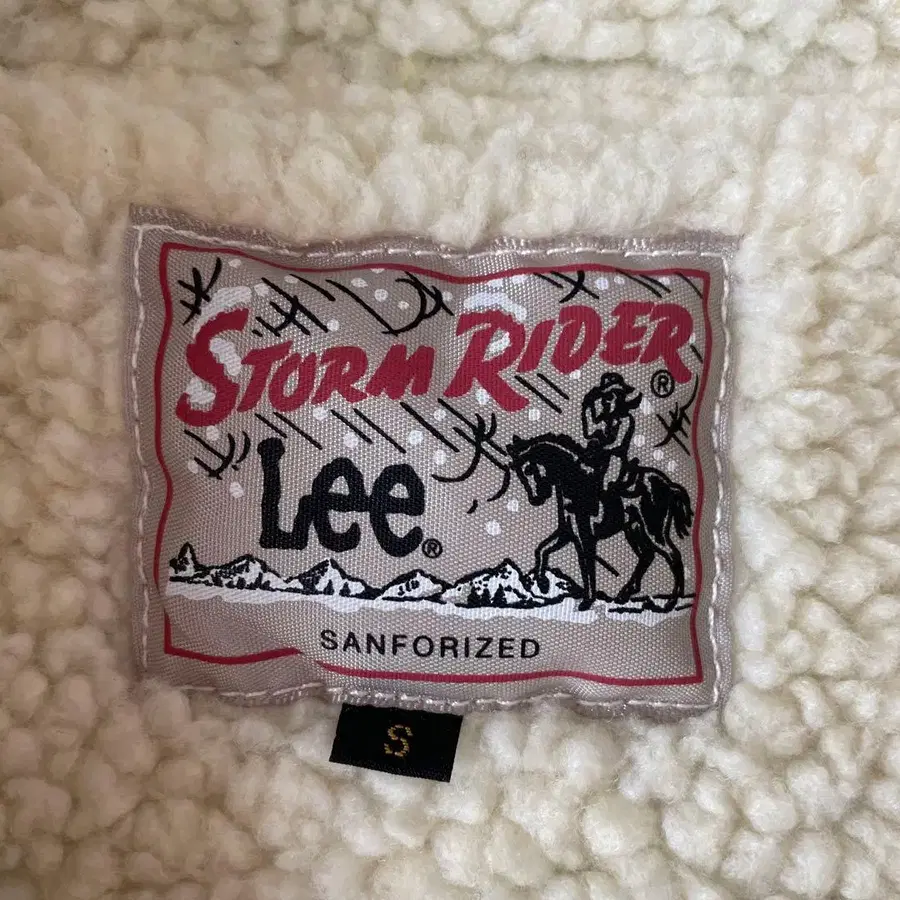 STORM RIDER ®
Lee ®
SANFORIZED
S